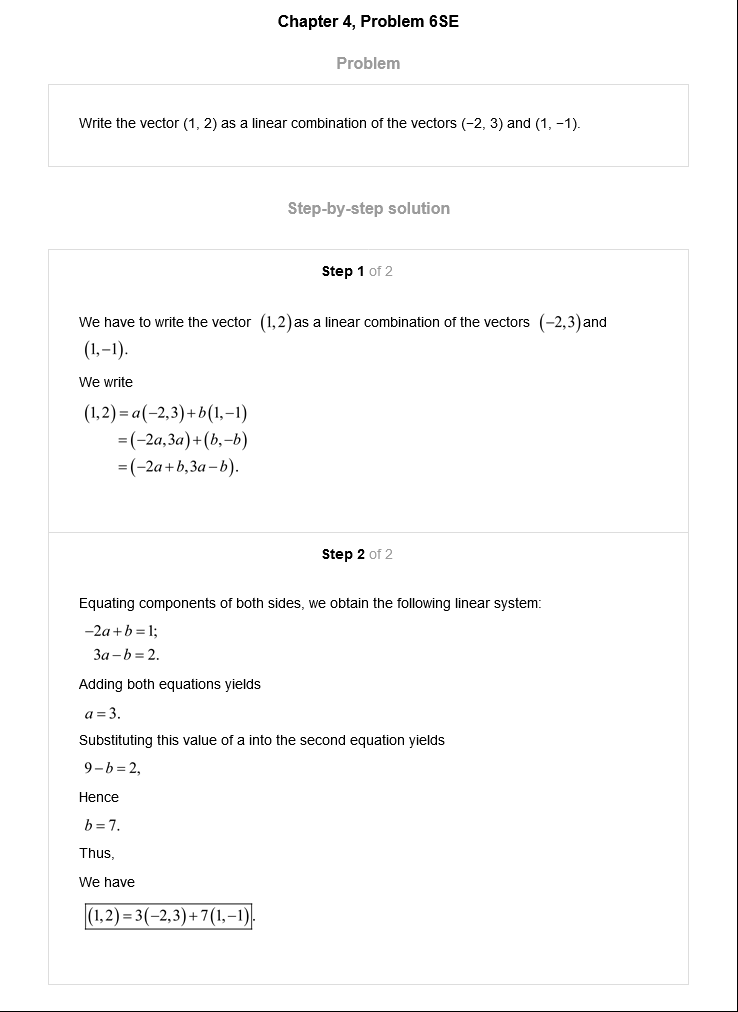 Chapter 4, Problem 6SE
Problem
Write the vector (1, 2) as a linear combination of the vectors (−2, 3) and (1, −1).
Step-by-step solution
Step 1 of 2
We have to write the vector (1,2) as a linear combination of the vectors (−2,3) and
(1,−1).
We write
(1,2) = a(−2,3) + b(1,−1)
= (−2a,3a) + (b,−b)
= (−2a + b,3a − b).
Step 2 of 2
Equating components of both sides, we obtain the following linear system:
−2a + b = 1;
3a − b = 2.
Adding both equations yields
a = 3.
Substituting this value of a into the second equation yields
9 − b = 2,
Hence
b = 7.
Thus,
We have
(1,2) = 3(−2,3) + 7(1,−1).